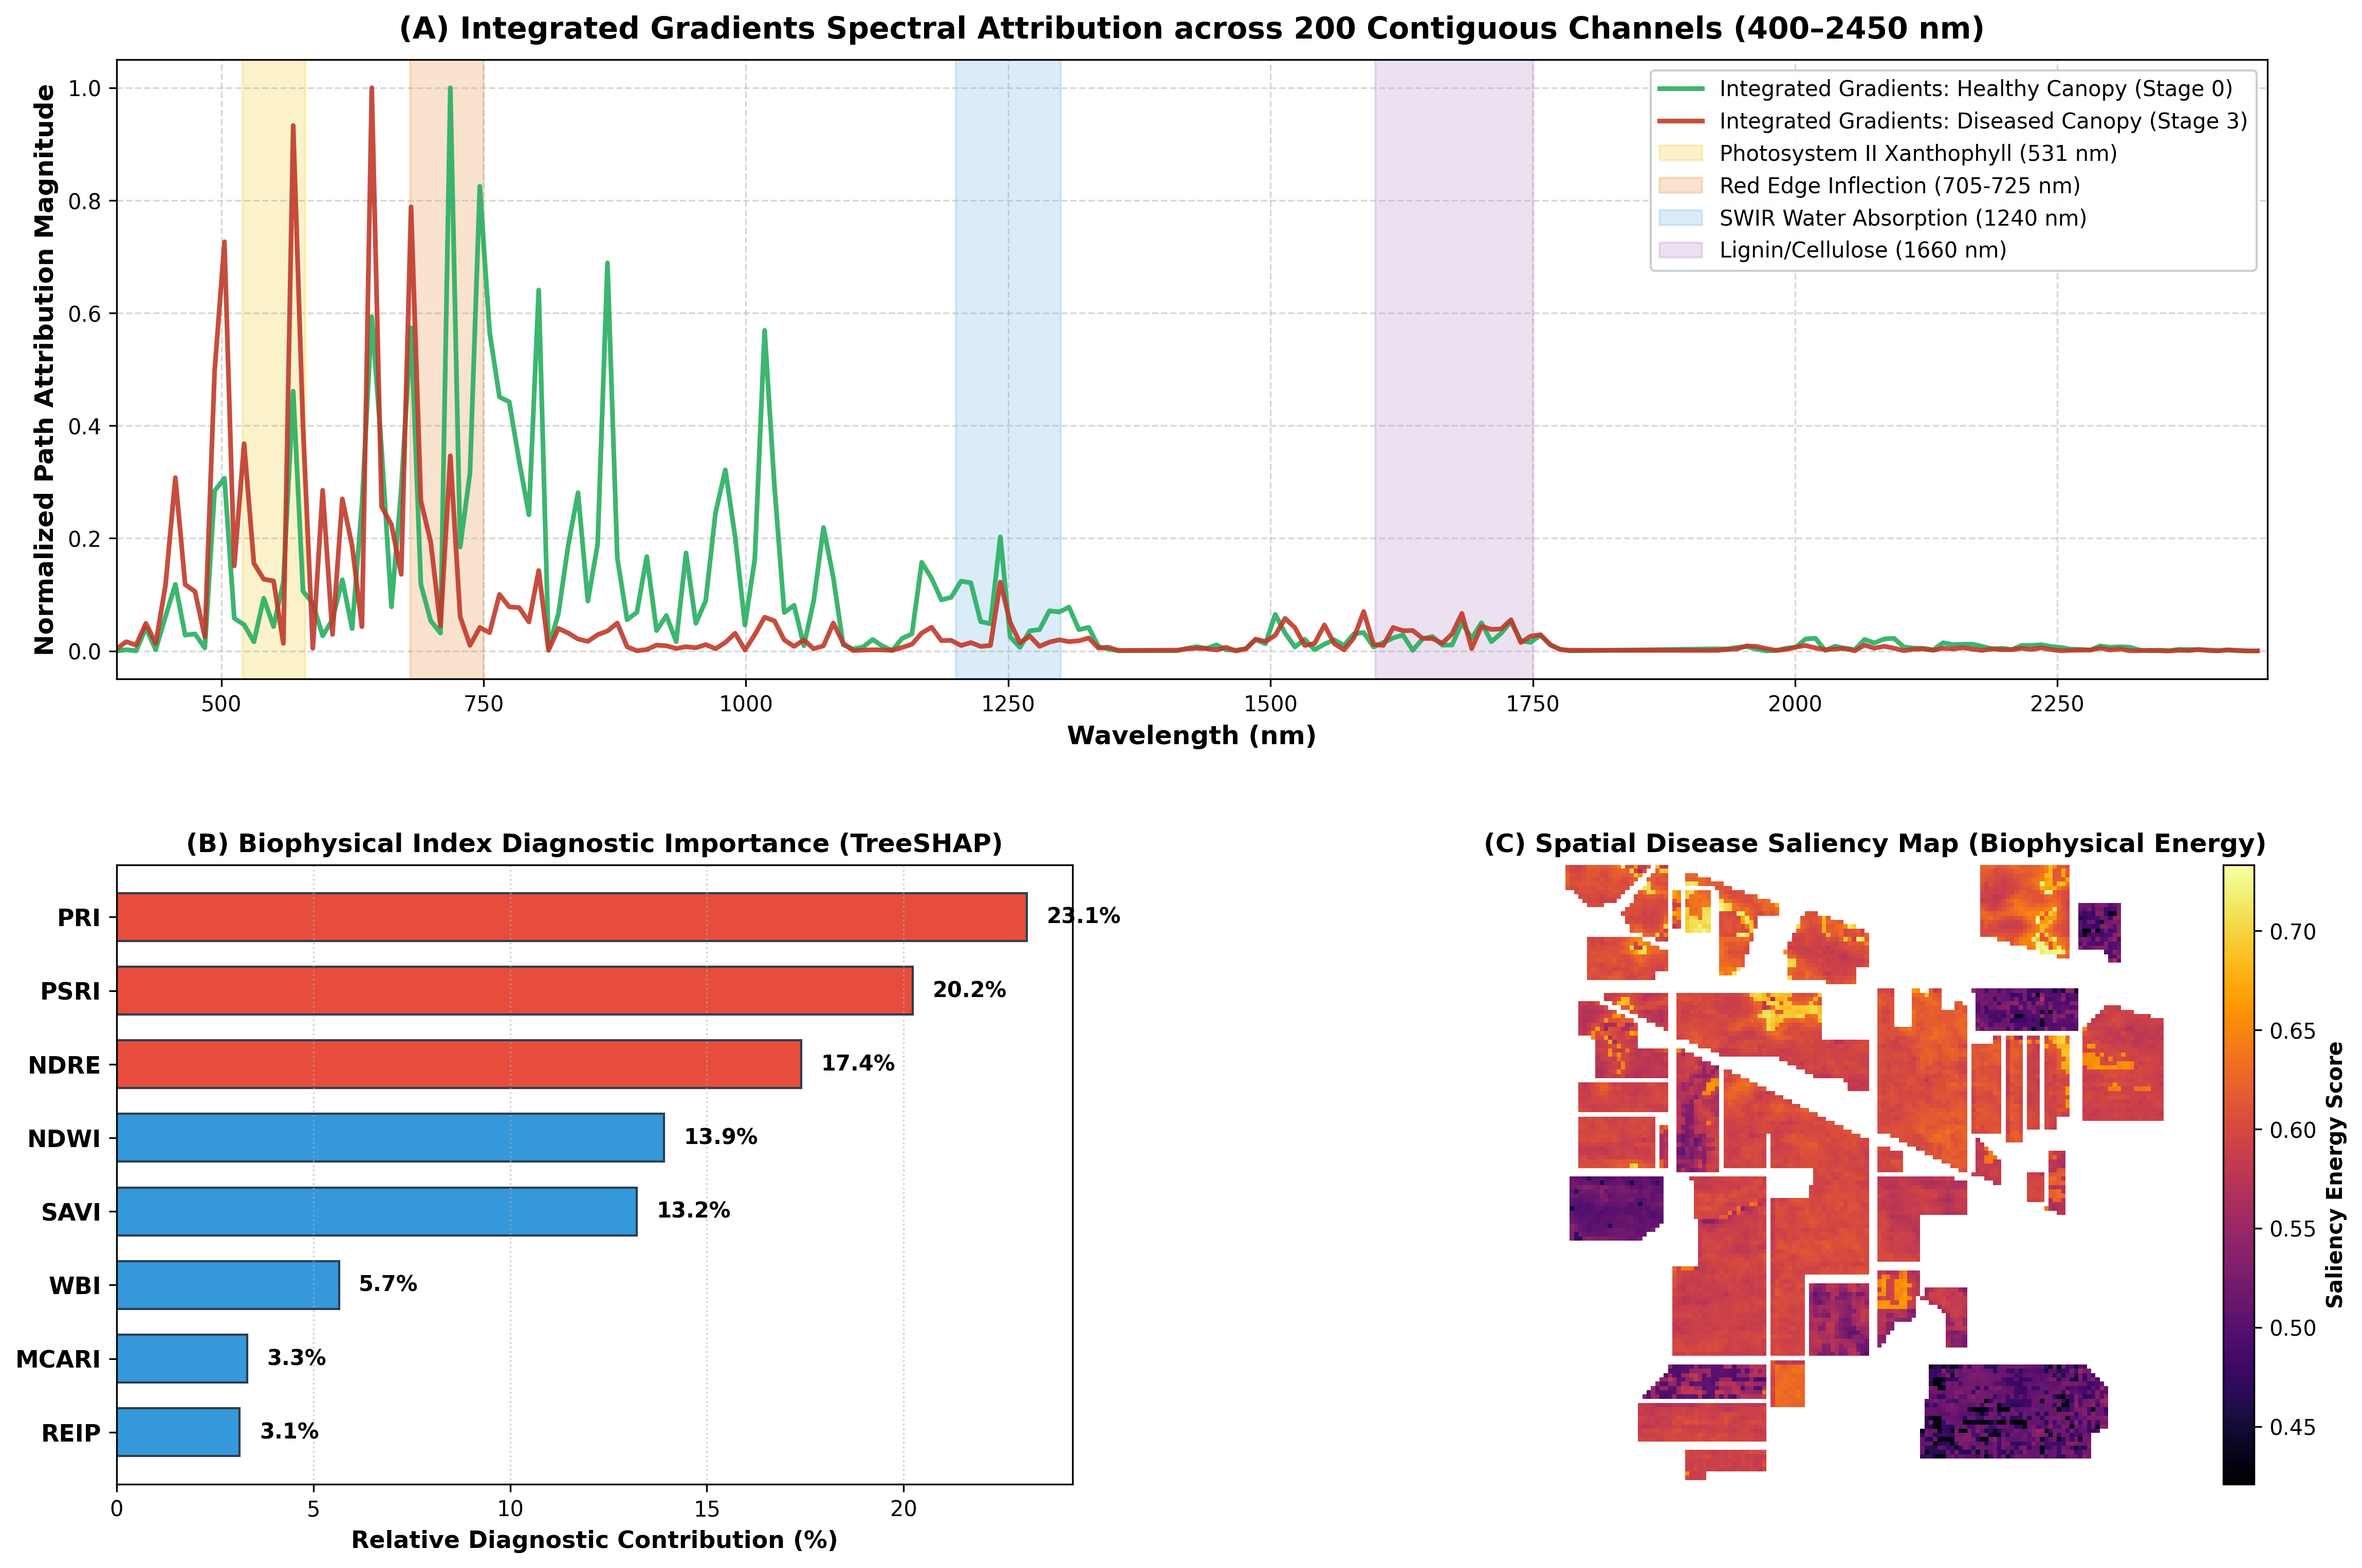 (A) Integrated Gradients Spectral Attribution across 200 Contiguous Channels (400–2450 nm)
Normalized Path Attribution Magnitude
1.0
0.8
0.6
0.4
0.2
0.0
Integrated Gradients: Healthy Canopy (Stage 0)
Integrated Gradients: Diseased Canopy (Stage 3)
Photosystem II Xanthophyll (531 nm)
Red Edge Inflection (705-725 nm)
SWIR Water Absorption (1240 nm)
Lignin/Cellulose (1660 nm)
500 750 1000 1250 1500 1750 2000 2250
Wavelength (nm)
(B) Biophysical Index Diagnostic Importance (TreeSHAP)
PRI 23.1%
PSRI 20.2%
NDRE 17.4%
NDWI 13.9%
SAVI 13.2%
WBI 5.7%
MCARI 3.3%
REIP 3.1%
0 5 10 15 20
Relative Diagnostic Contribution (%)
(C) Spatial Disease Saliency Map (Biophysical Energy)
0.70
0.65
0.60
0.55
0.50
0.45
Saliency Energy Score